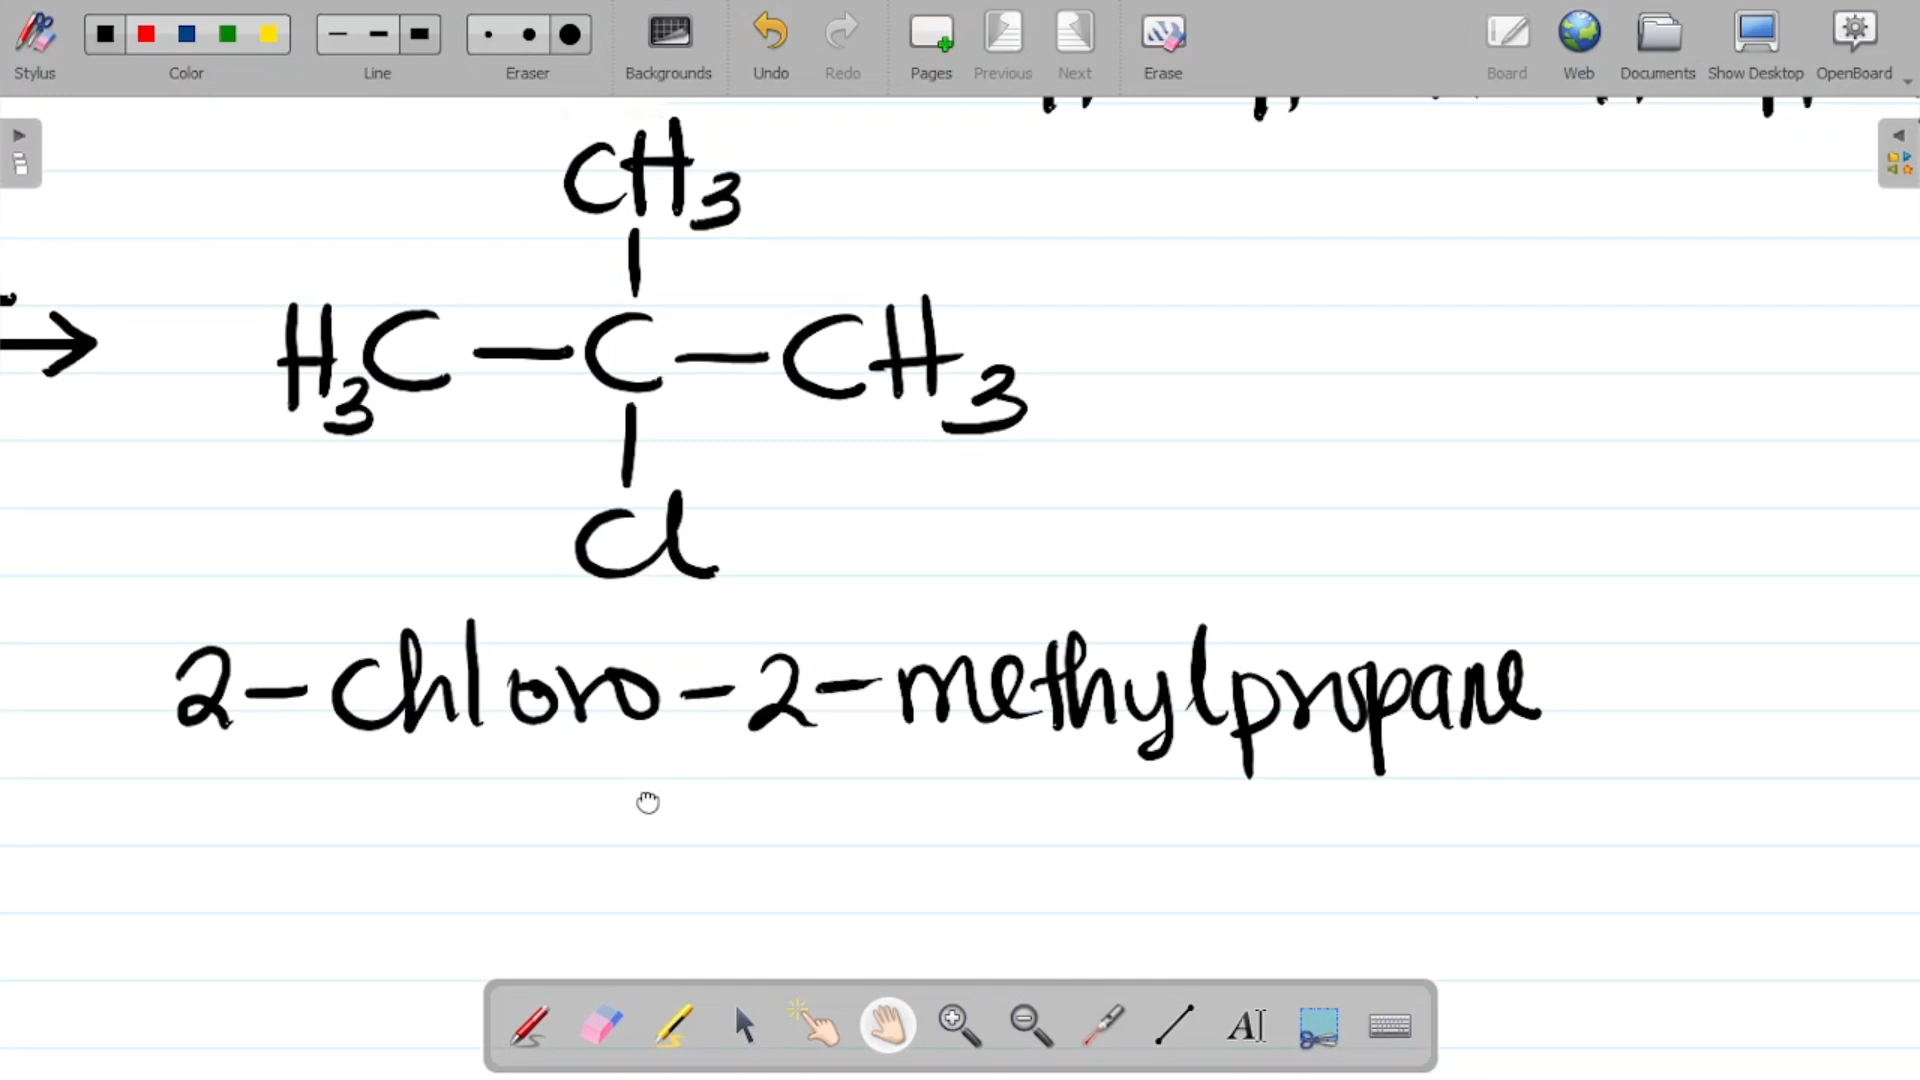 Stylus Color Line Eraser Backgrounds Undo Redo Pages Previous Next Erase Board Web Documents Show Desktop OpenBoard
CH3
H3C — C — CH3
Cl
2-chloro-2-methylpropane